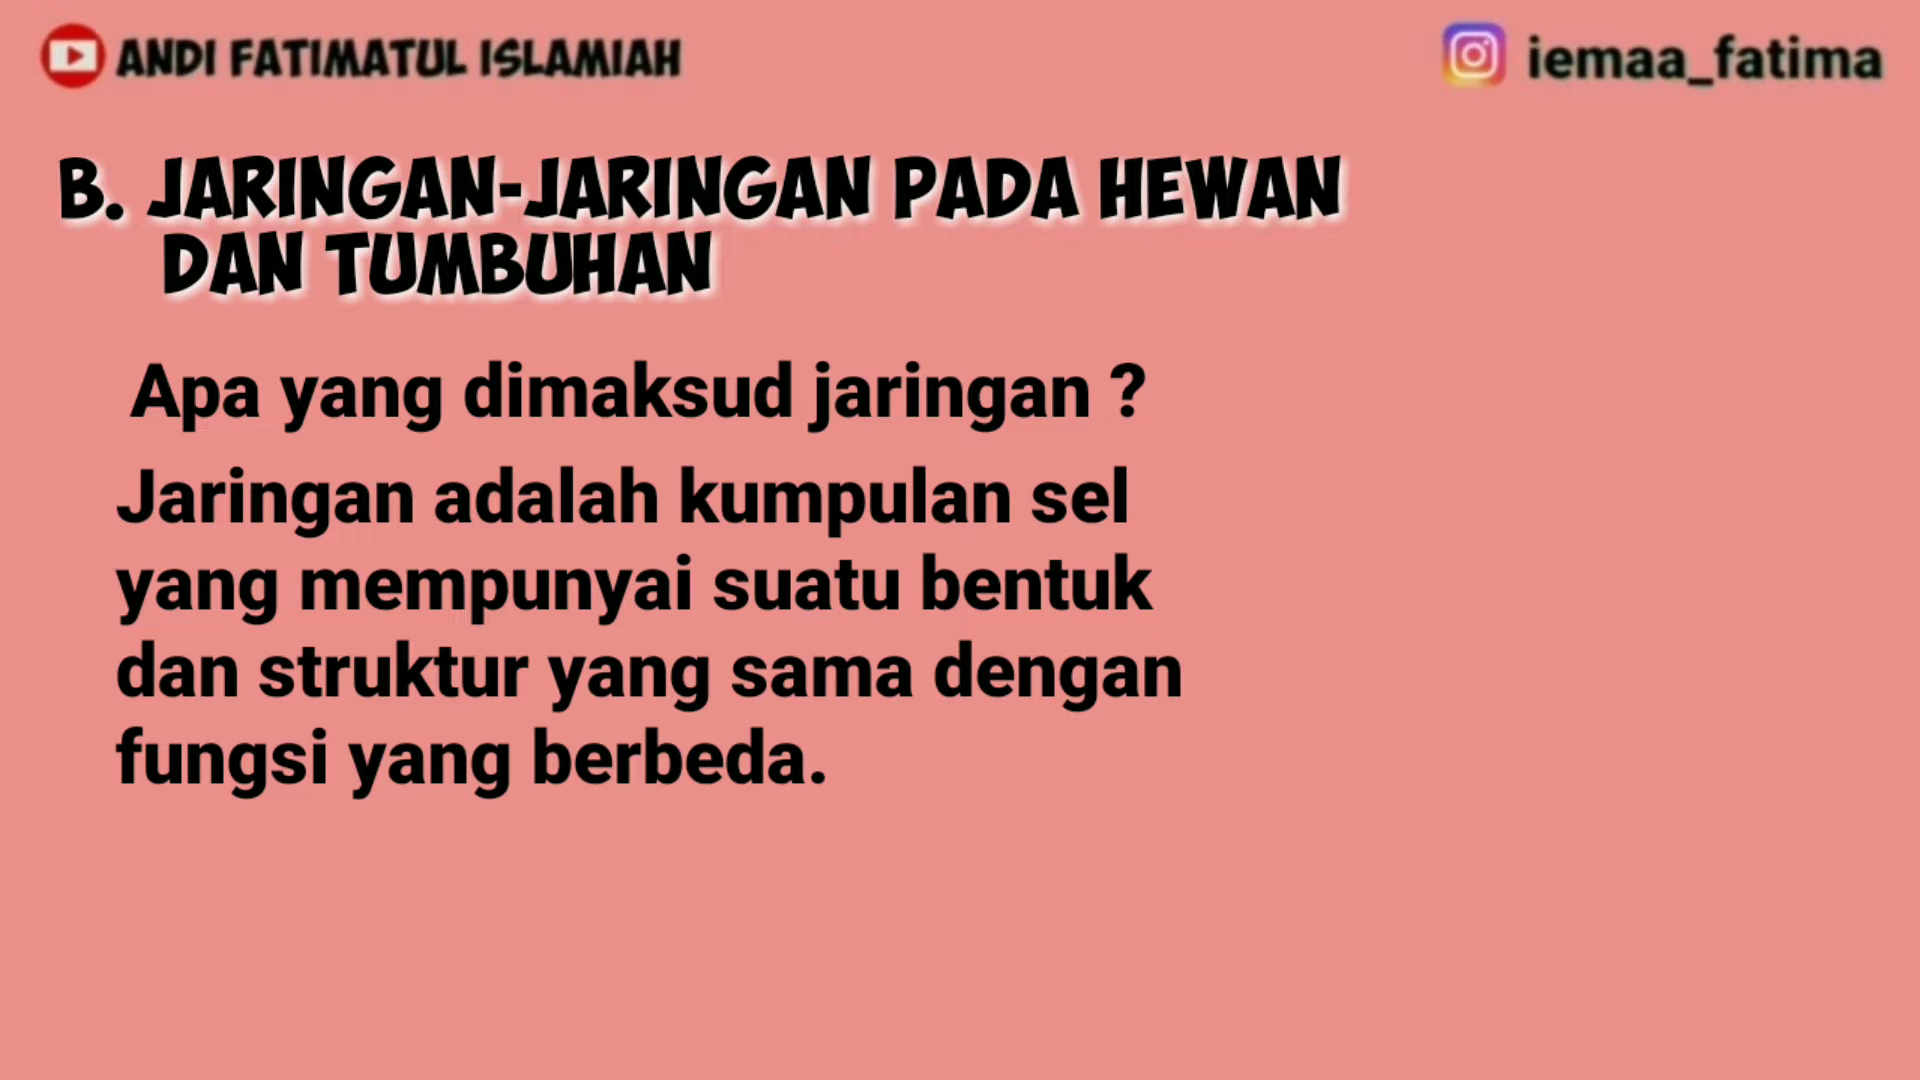 ANDI FATIMATUL ISLAMIAH
iemaa_fatima
B. JARINGAN-JARINGAN PADA HEWAN
DAN TUMBUHAN
Apa yang dimaksud jaringan ?
Jaringan adalah kumpulan sel
yang mempunyai suatu bentuk
dan struktur yang sama dengan
fungsi yang berbeda.